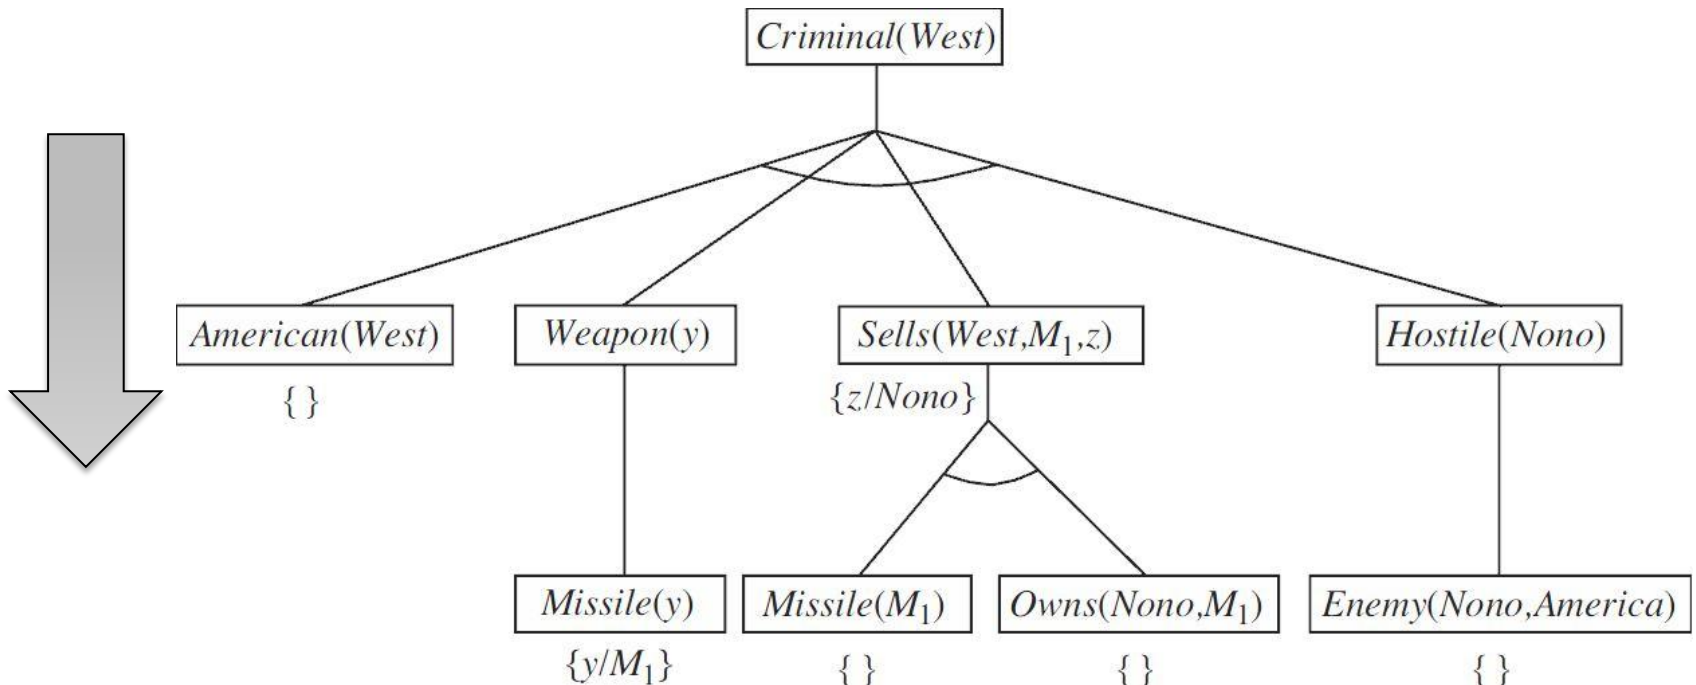 Criminal(West)
American(West) Weapon(y) Sells(West,M₁,z) Hostile(Nono)
{ } {z/Nono}
Missile(y) Missile(M₁) Owns(Nono,M₁) Enemy(Nono,America)
{y/M₁} { } { } { }